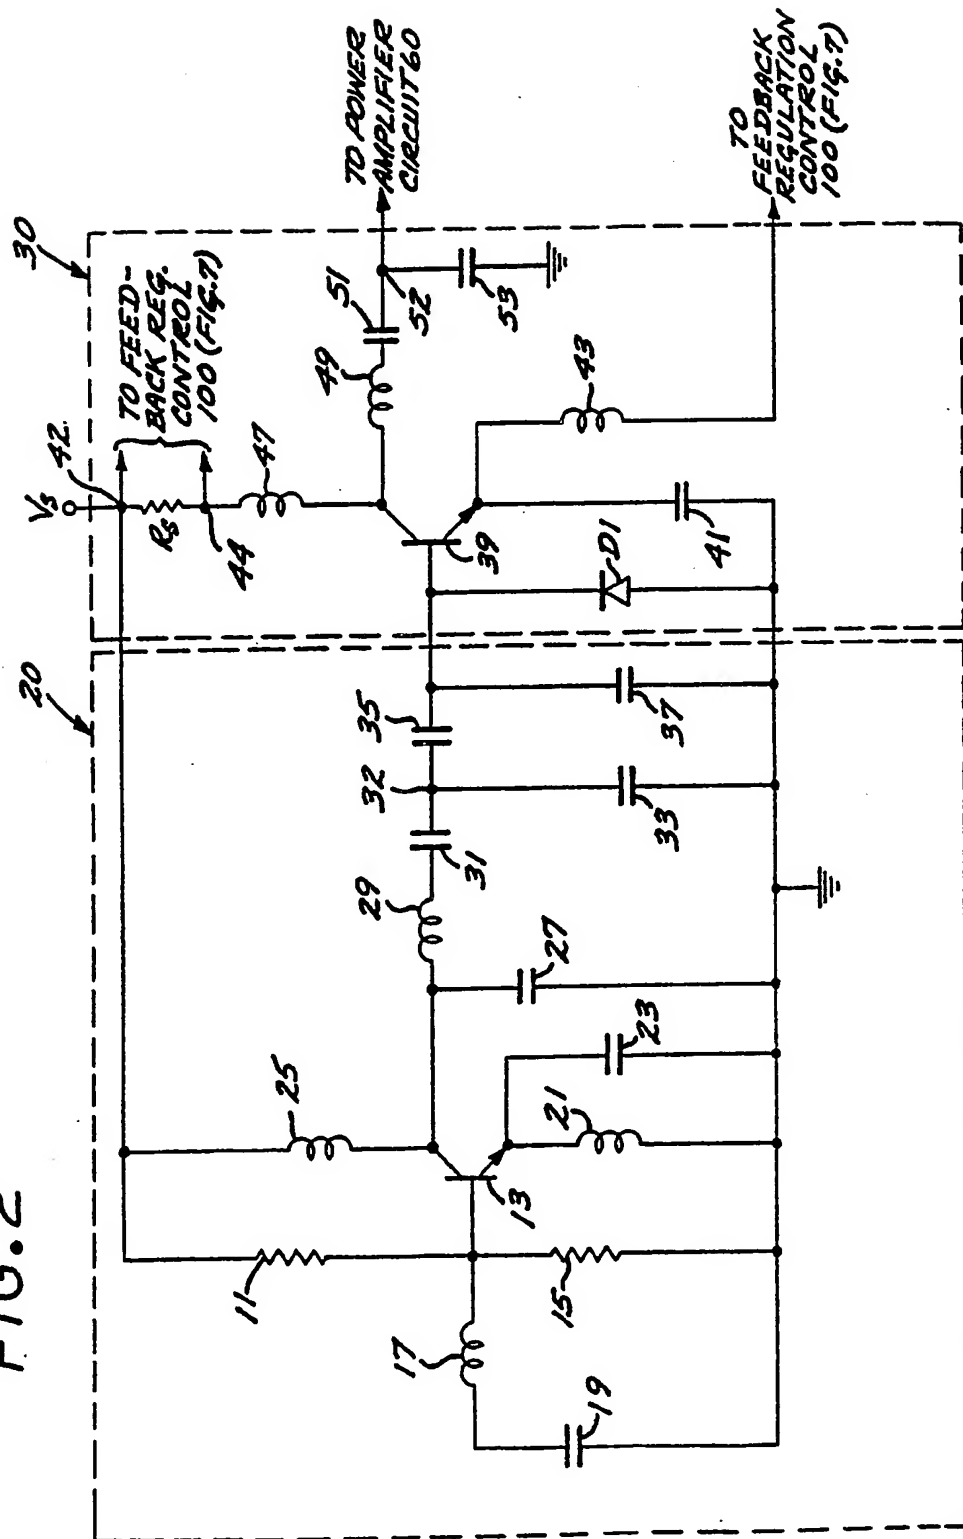 FIG. 2
20
30
Vs
42
TO FEED-
BACK REG.
CONTROL
100 (FIG.7)
Rs
44
47
49
51
TO POWER
AMPLIFIER
CIRCUIT 60
52
53
39
43
41
D1
TO
FEEDBACK
REGULATION
CONTROL
100 (FIG.7)
25
29
31
32
35
37
33
27
23
21
13
11
15
17
19